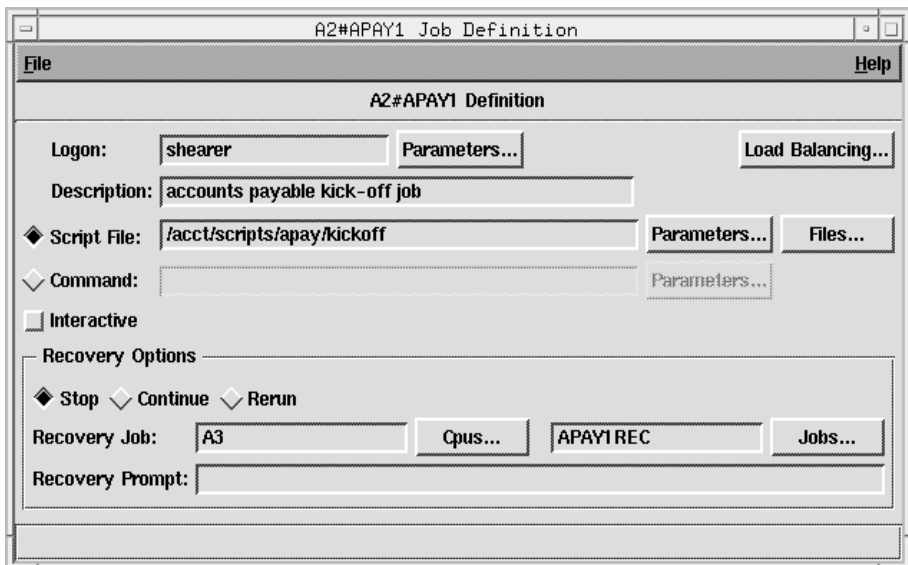 A2#APAY1 Job Definition
File Help
A2#APAY1 Definition
Logon: shearer Parameters... Load Balancing...
Description: accounts payable kick-off job
Script File: /acct/scripts/apay/kickoff Parameters... Files...
Command: Parameters...
Interactive
Recovery Options
Stop Continue Rerun
Recovery Job: A3 Cpus... APAY1REC Jobs...
Recovery Prompt: